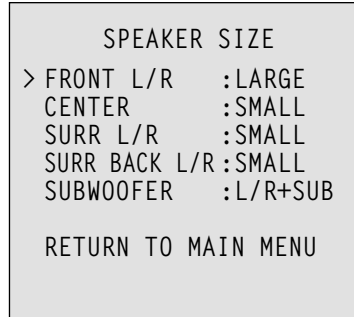 SPEAKER SIZE
> FRONT L/R :LARGE
CENTER :SMALL
SURR L/R :SMALL
SURR BACK L/R :SMALL
SUBWOOFER :L/R+SUB
RETURN TO MAIN MENU